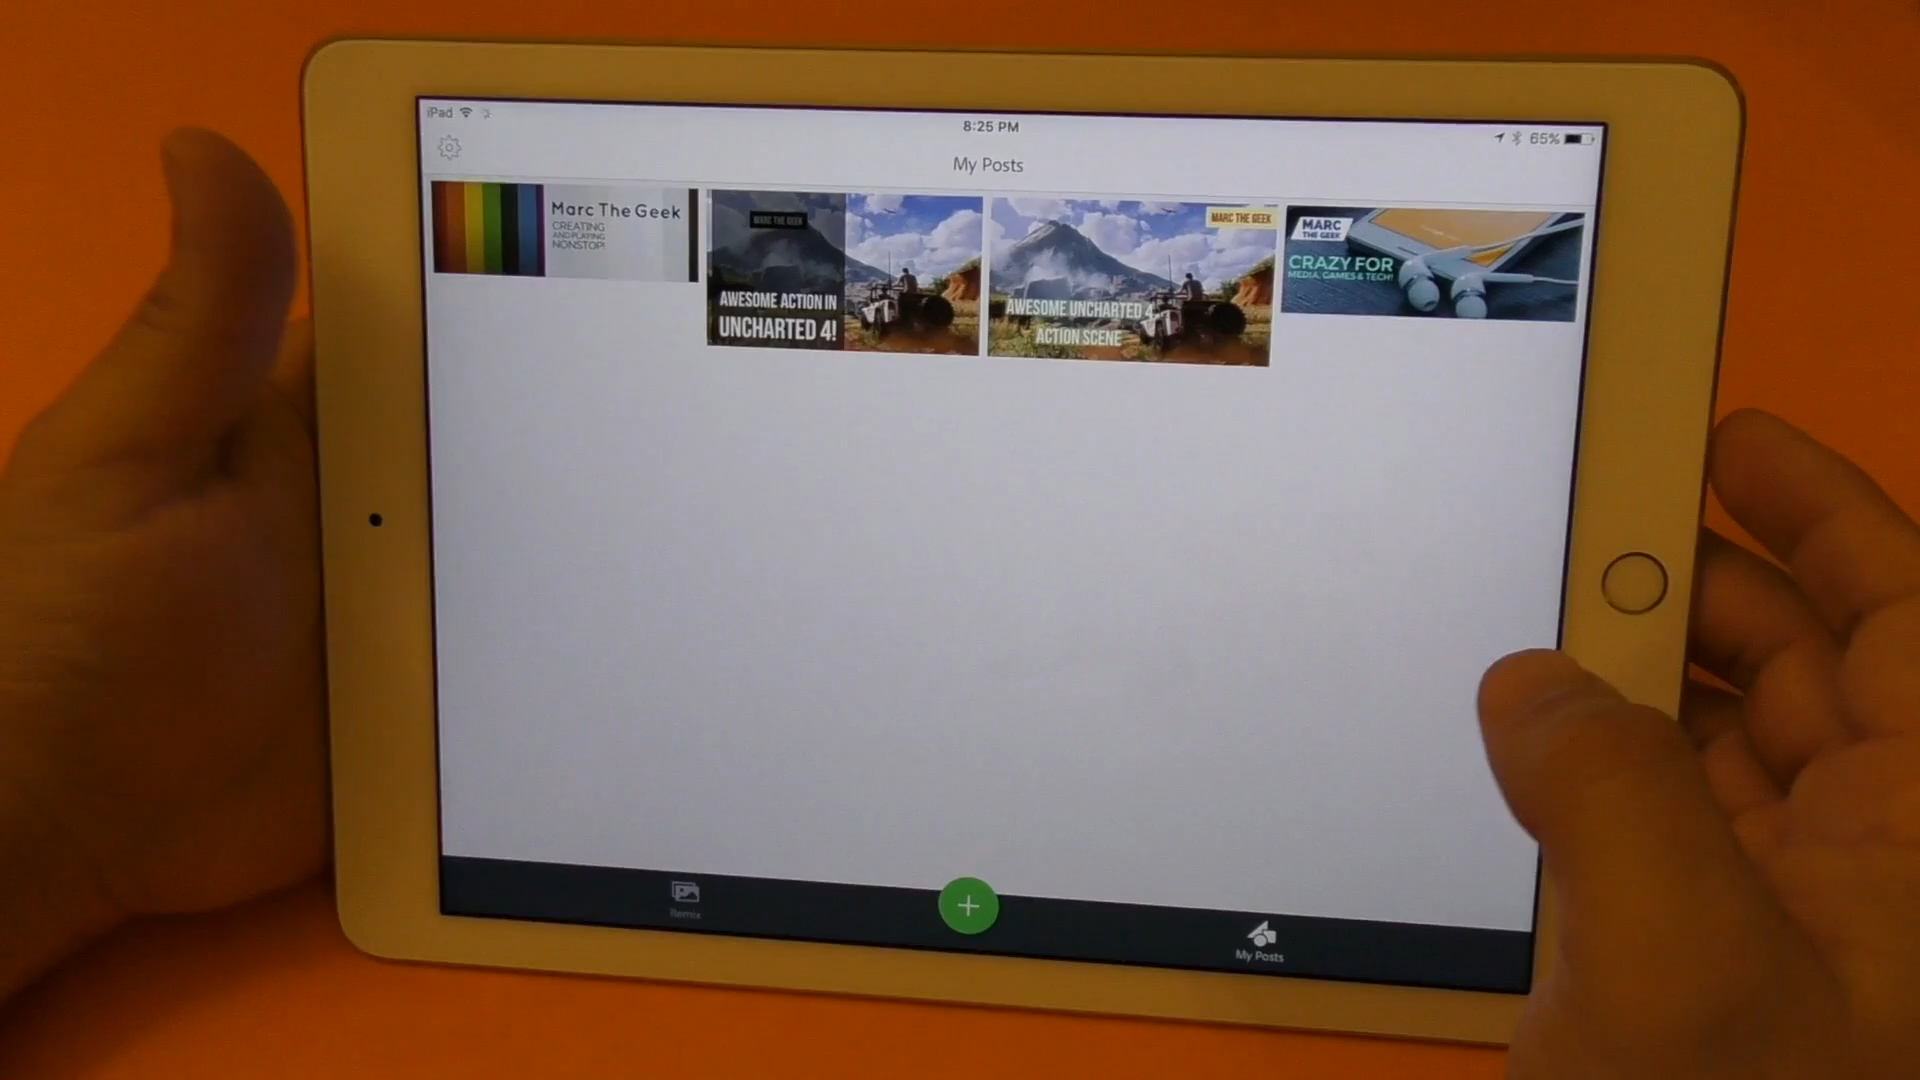 iPad
8:25 PM
65%
My Posts
Marc The Geek
CREATING
AND PLAYING
NONSTOP!
MARC THE GEEK
AWESOME ACTION IN
UNCHARTED 4!
MARC THE GEEK
AWESOME UNCHARTED 4
ACTION SCENE
MARC
THE GEEK
CRAZY FOR
MEDIA, GAMES & TECH!
Remix
My Posts